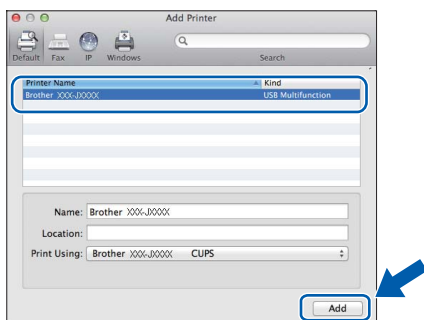 Add Printer
Default Fax IP Windows Search
Printer Name Kind
Brother XXX-JXXXX USB Multifunction
Name: Brother XXX-JXXXX
Location:
Print Using: Brother XXX-JXXXX CUPS
Add